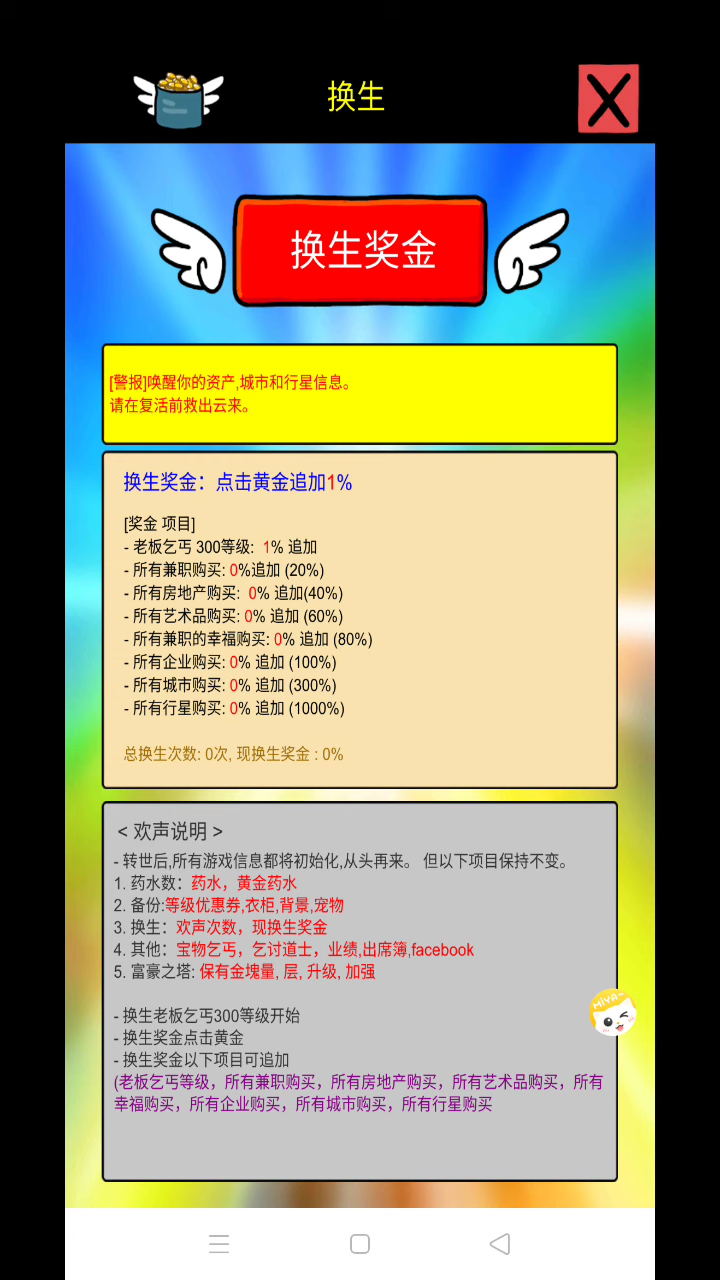 换生
换生奖金
[警报]唤醒你的资产,城市和行星信息。
请在复活前救出云来。
换生奖金：点击黄金追加1%
[奖金 项目]
- 老板乞丐 300等级: 1% 追加
- 所有兼职购买: 0%追加 (20%)
- 所有房地产购买: 0% 追加(40%)
- 所有艺术品购买: 0% 追加 (60%)
- 所有兼职的幸福购买: 0% 追加 (80%)
- 所有企业购买: 0% 追加 (100%)
- 所有城市购买: 0% 追加 (300%)
- 所有行星购买: 0% 追加 (1000%)
总换生次数: 0次, 现换生奖金 : 0%
< 欢声说明 >
- 转世后,所有游戏信息都将初始化,从头再来。 但以下项目保持不变。
1. 药水数：药水，黄金药水
2. 备份:等级优惠券,衣柜,背景,宠物
3. 换生：欢声次数，现换生奖金
4. 其他：宝物乞丐，乞讨道士，业绩,出席簿,facebook
5. 富豪之塔: 保有金塊量, 层, 升级, 加强
- 换生老板乞丐300等级开始
- 换生奖金点击黄金
- 换生奖金以下项目可追加
(老板乞丐等级，所有兼职购买，所有房地产购买，所有艺术品购买，所有
幸福购买，所有企业购买，所有城市购买，所有行星购买
MiYA~